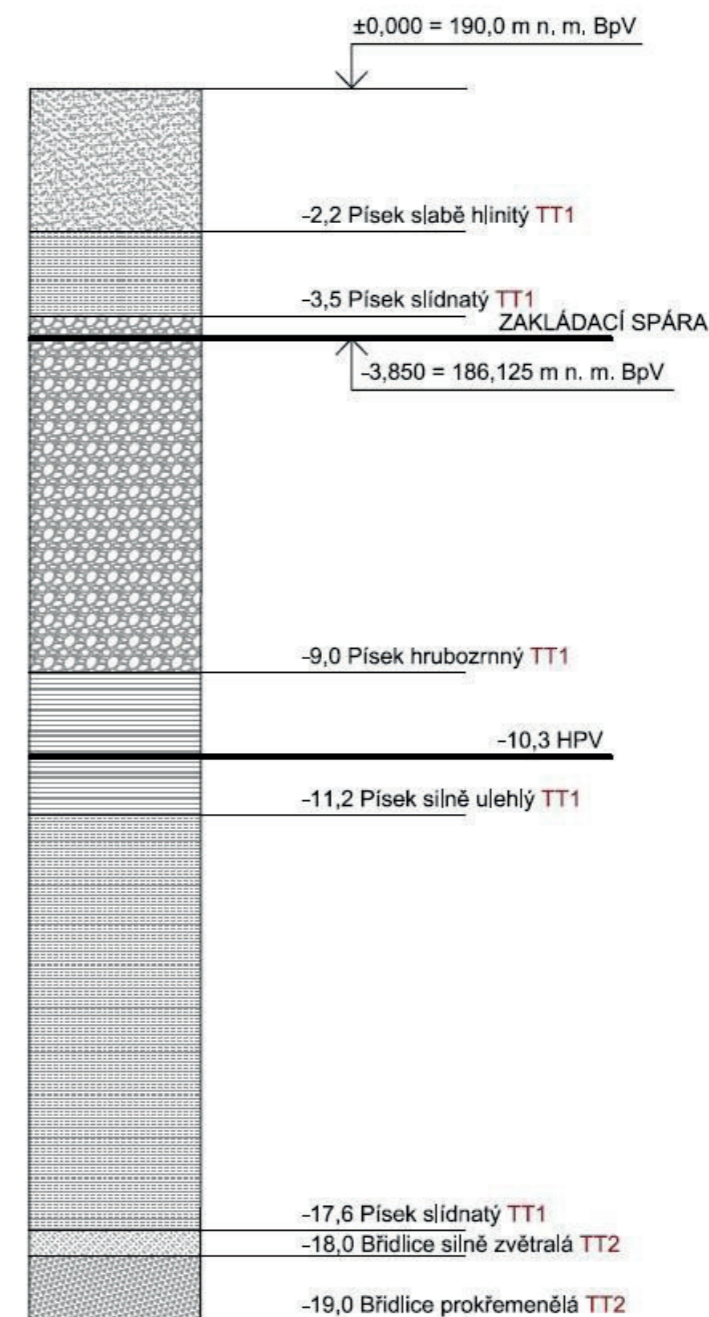 ±0,000 = 190,0 m n. m. BpV
-2,2 Písek slabě hlinitý TT1
-3,5 Písek slídnatý TT1
ZAKLÁDACÍ SPÁRA
-3,850 = 186,125 m n. m. BpV
-9,0 Písek hrubozrnný TT1
-10,3 HPV
-11,2 Písek silně ulehlý TT1
-17,6 Písek slídnatý TT1
-18,0 Břidlice silně zvětralá TT2
-19,0 Břidlice prokřemenělá TT2